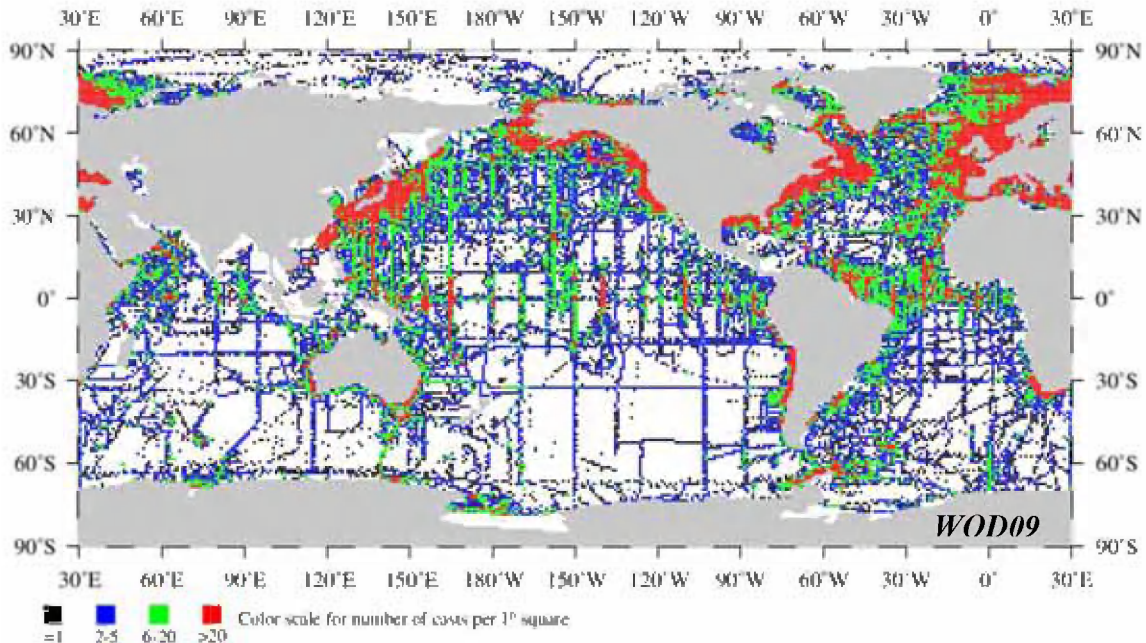 30°E 60°E 90°E 120°E 150°E 180°W 150°W 120°W 90°W 60°W 30°W 0° 30°E
90°N 90°N
60°N 60°N
30°N 30°N
0° 0°
30°S 30°S
60°S 60°S
WOD09
90°S 90°S
30°E 60°E 90°E 120°E 150°E 180°W 150°W 120°W 90°W 60°W 30°W 0° 30°E
Color scale for number of casts per 1° square
=1 2-5 6-20 >20